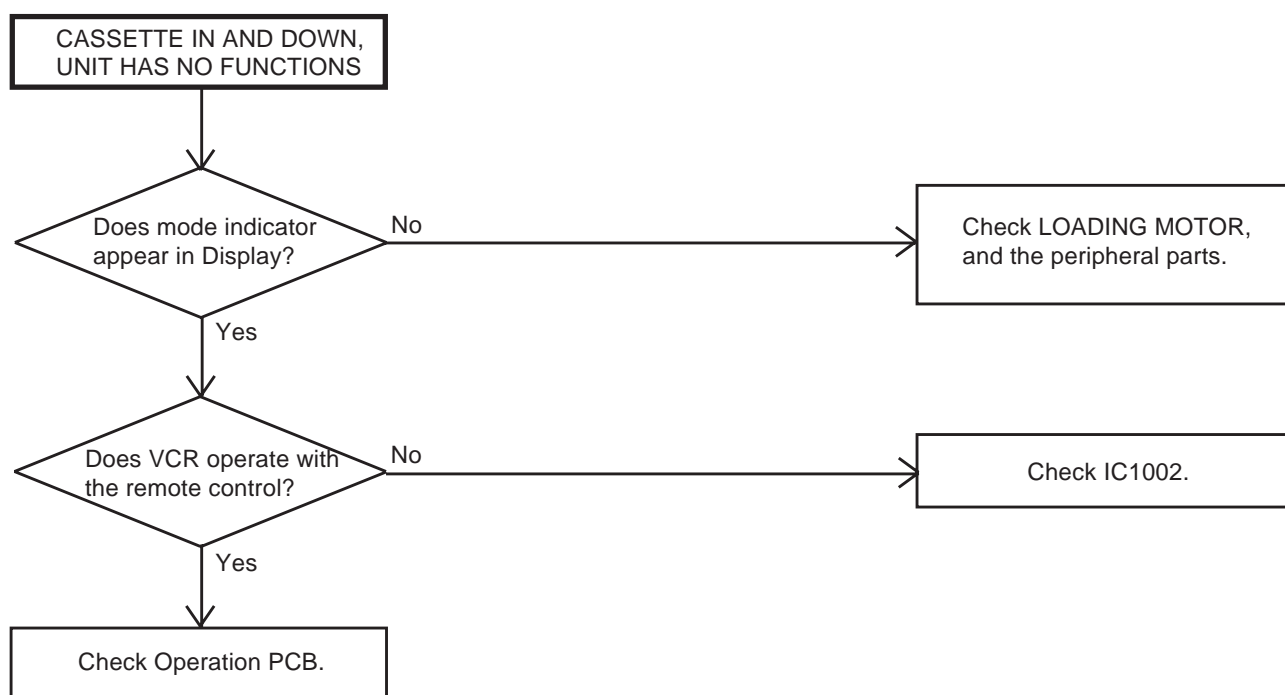 CASSETTE IN AND DOWN,
UNIT HAS NO FUNCTIONS
Does mode indicator
appear in Display?
No
Check LOADING MOTOR,
and the peripheral parts.
Yes
Does VCR operate with
the remote control?
No
Check IC1002.
Yes
Check Operation PCB.